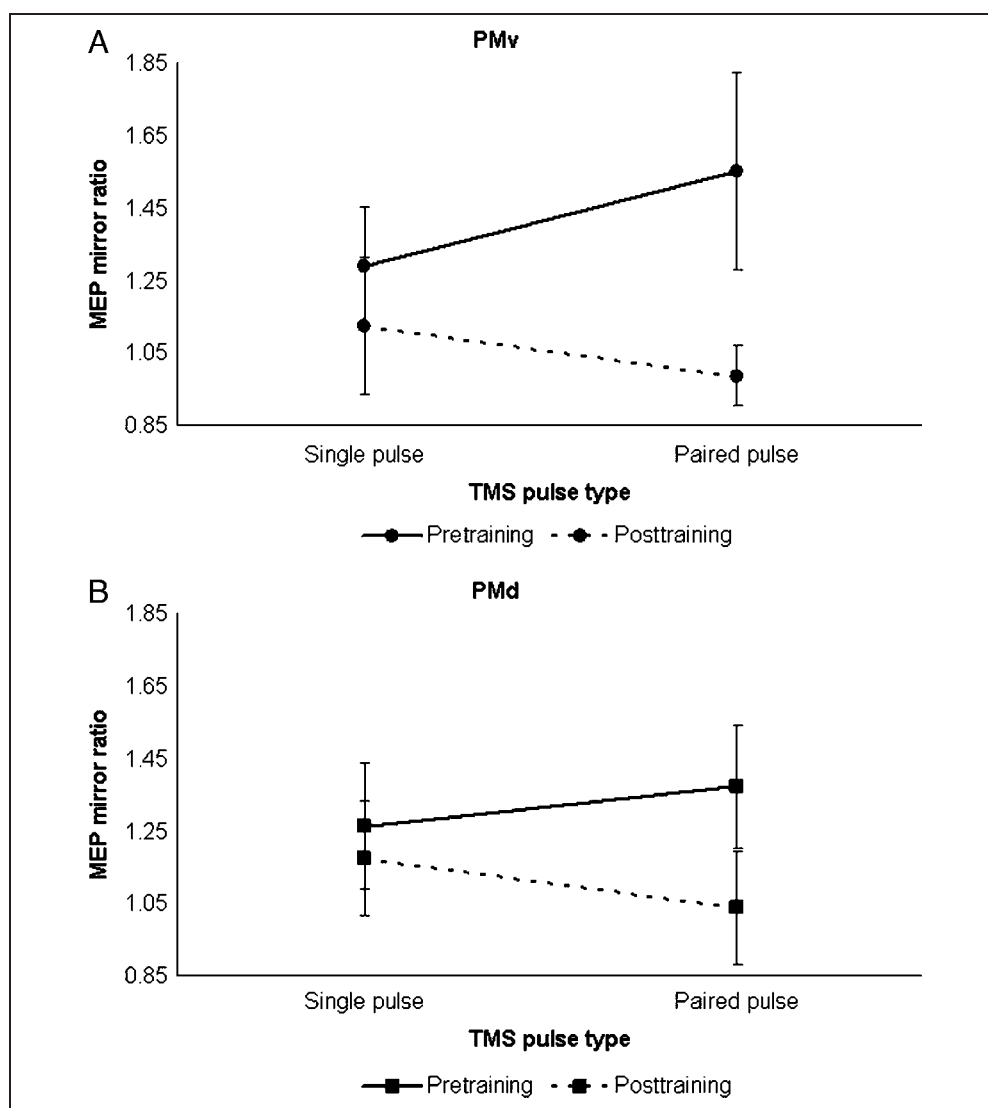 A
PMv
1.85
1.65
1.45
1.25
1.05
0.85
MEP mirror ratio
Single pulse Paired pulse
TMS pulse type
Pretraining Posttraining
B
PMd
1.85
1.65
1.45
1.25
1.05
0.85
MEP mirror ratio
Single pulse Paired pulse
TMS pulse type
Pretraining Posttraining